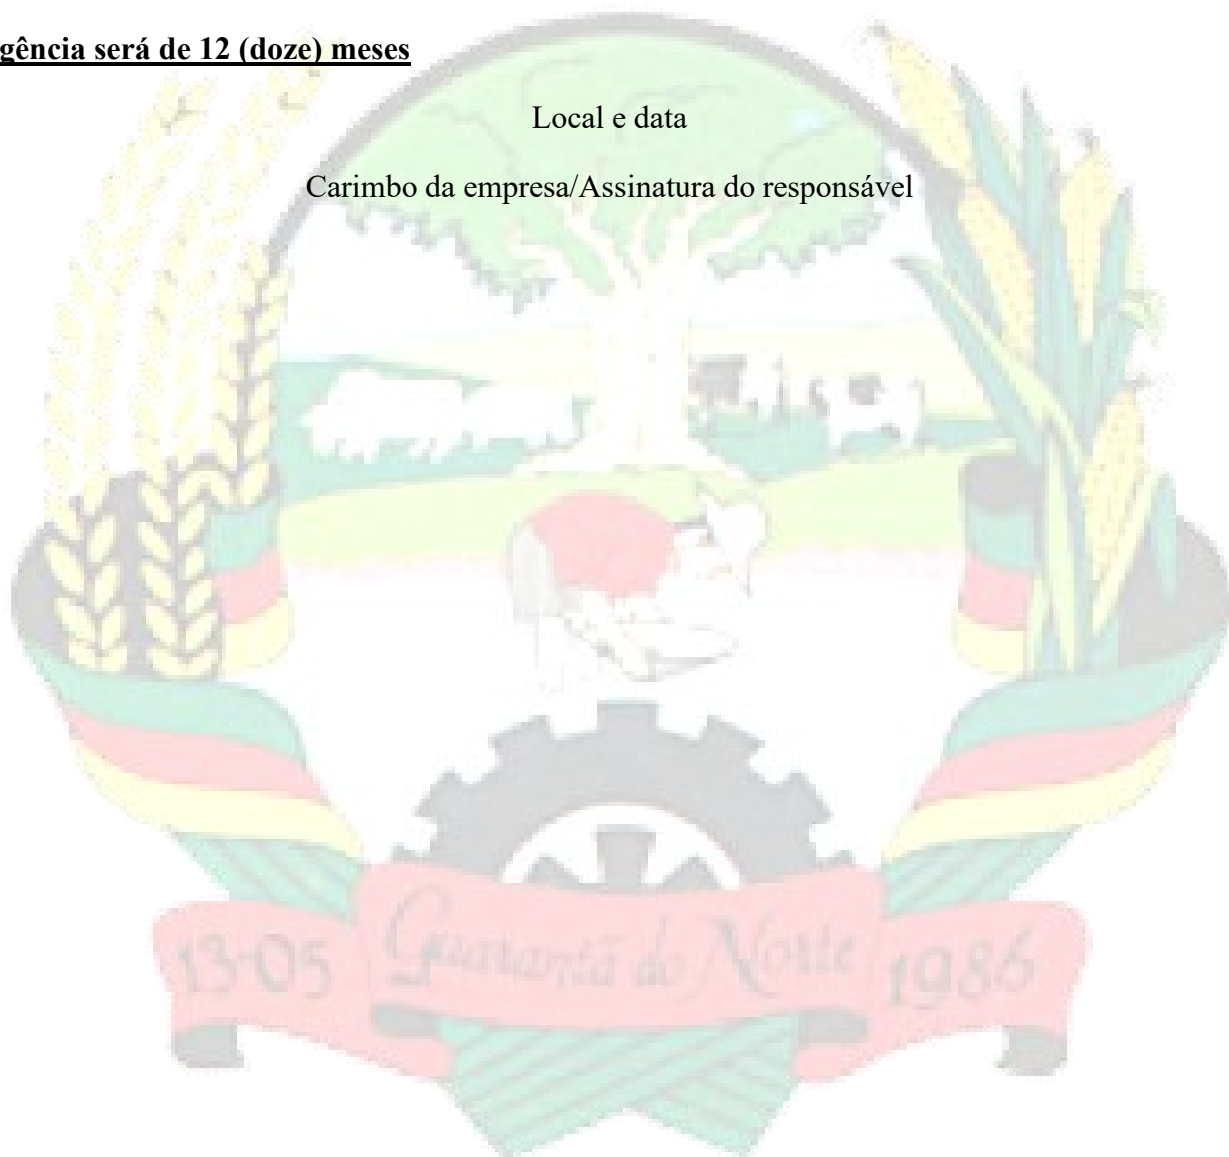 gência será de 12 (doze) meses
Local e data
Carimbo da empresa/Assinatura do responsável
13-05 Guarantã do Norte 1986